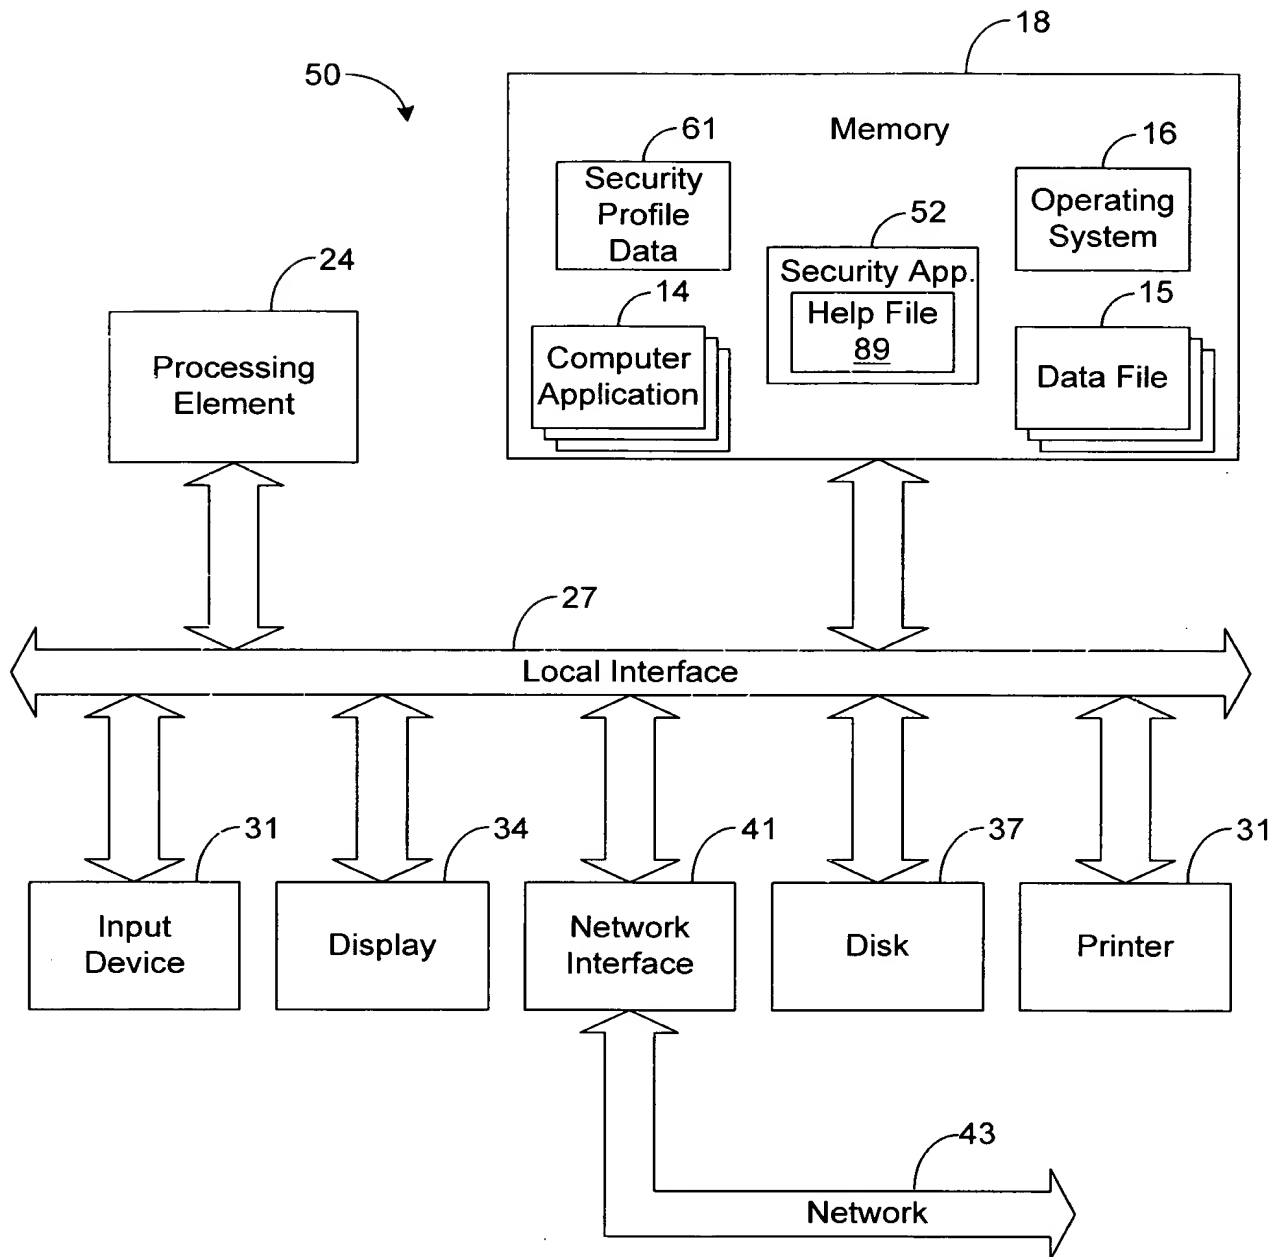 18
50
Memory
61
16
Security
Profile
Data
Operating
System
52
Security App.
Help File
89
24
14
15
Processing
Element
Computer
Application
Data File
27
Local Interface
31
34
41
37
31
Input
Device
Display
Network
Interface
Disk
Printer
43
Network